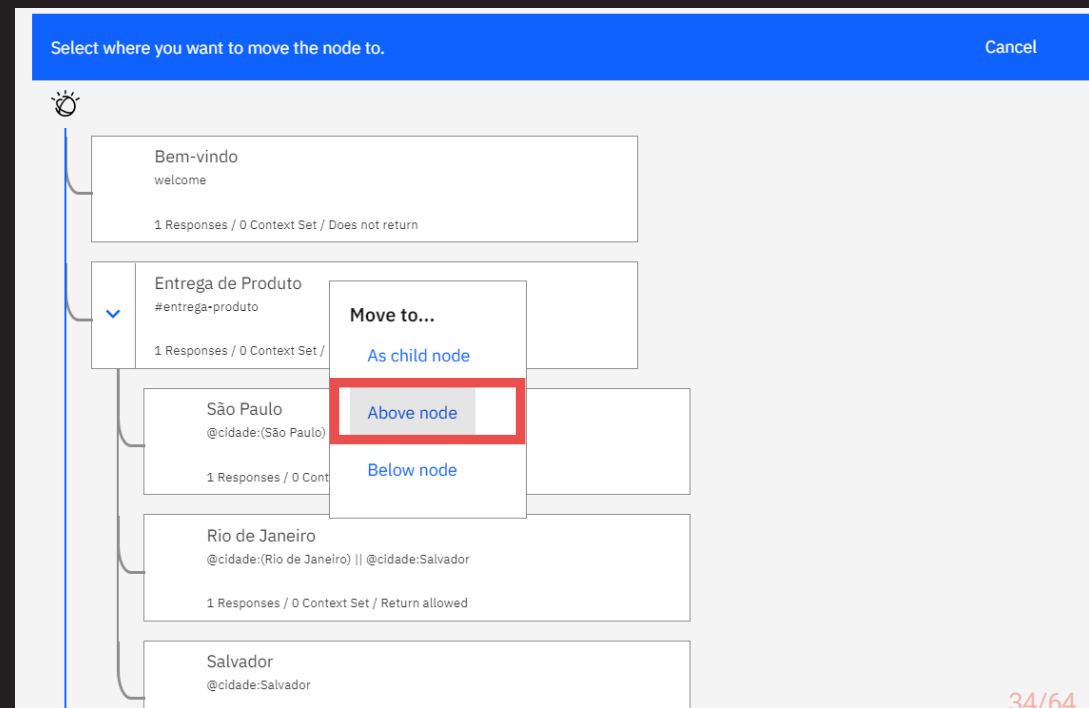 Select where you want to move the node to.
Cancel
Bem-vindo
welcome
1 Responses / 0 Context Set / Does not return
Entrega de Produto
#entrega-produto
1 Responses / 0 Context Set /
Move to...
As child node
Above node
Below node
São Paulo
@cidade:(São Paulo)
1 Responses / 0 Cont
Rio de Janeiro
@cidade:(Rio de Janeiro) || @cidade:Salvador
1 Responses / 0 Context Set / Return allowed
Salvador
@cidade:Salvador
34/64